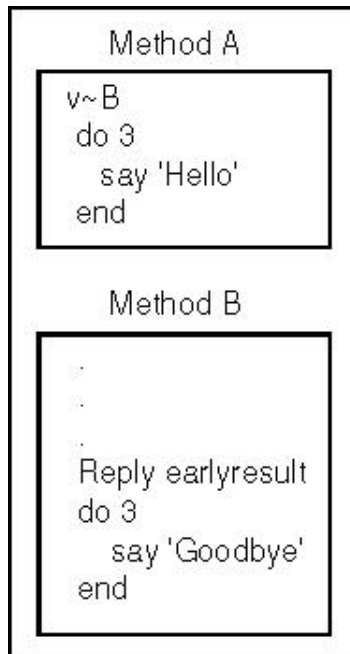 Method A
v~B
do 3
say 'Hello'
end
Method B
.
.
.
Reply earlyresult
do 3
say 'Goodbye'
end